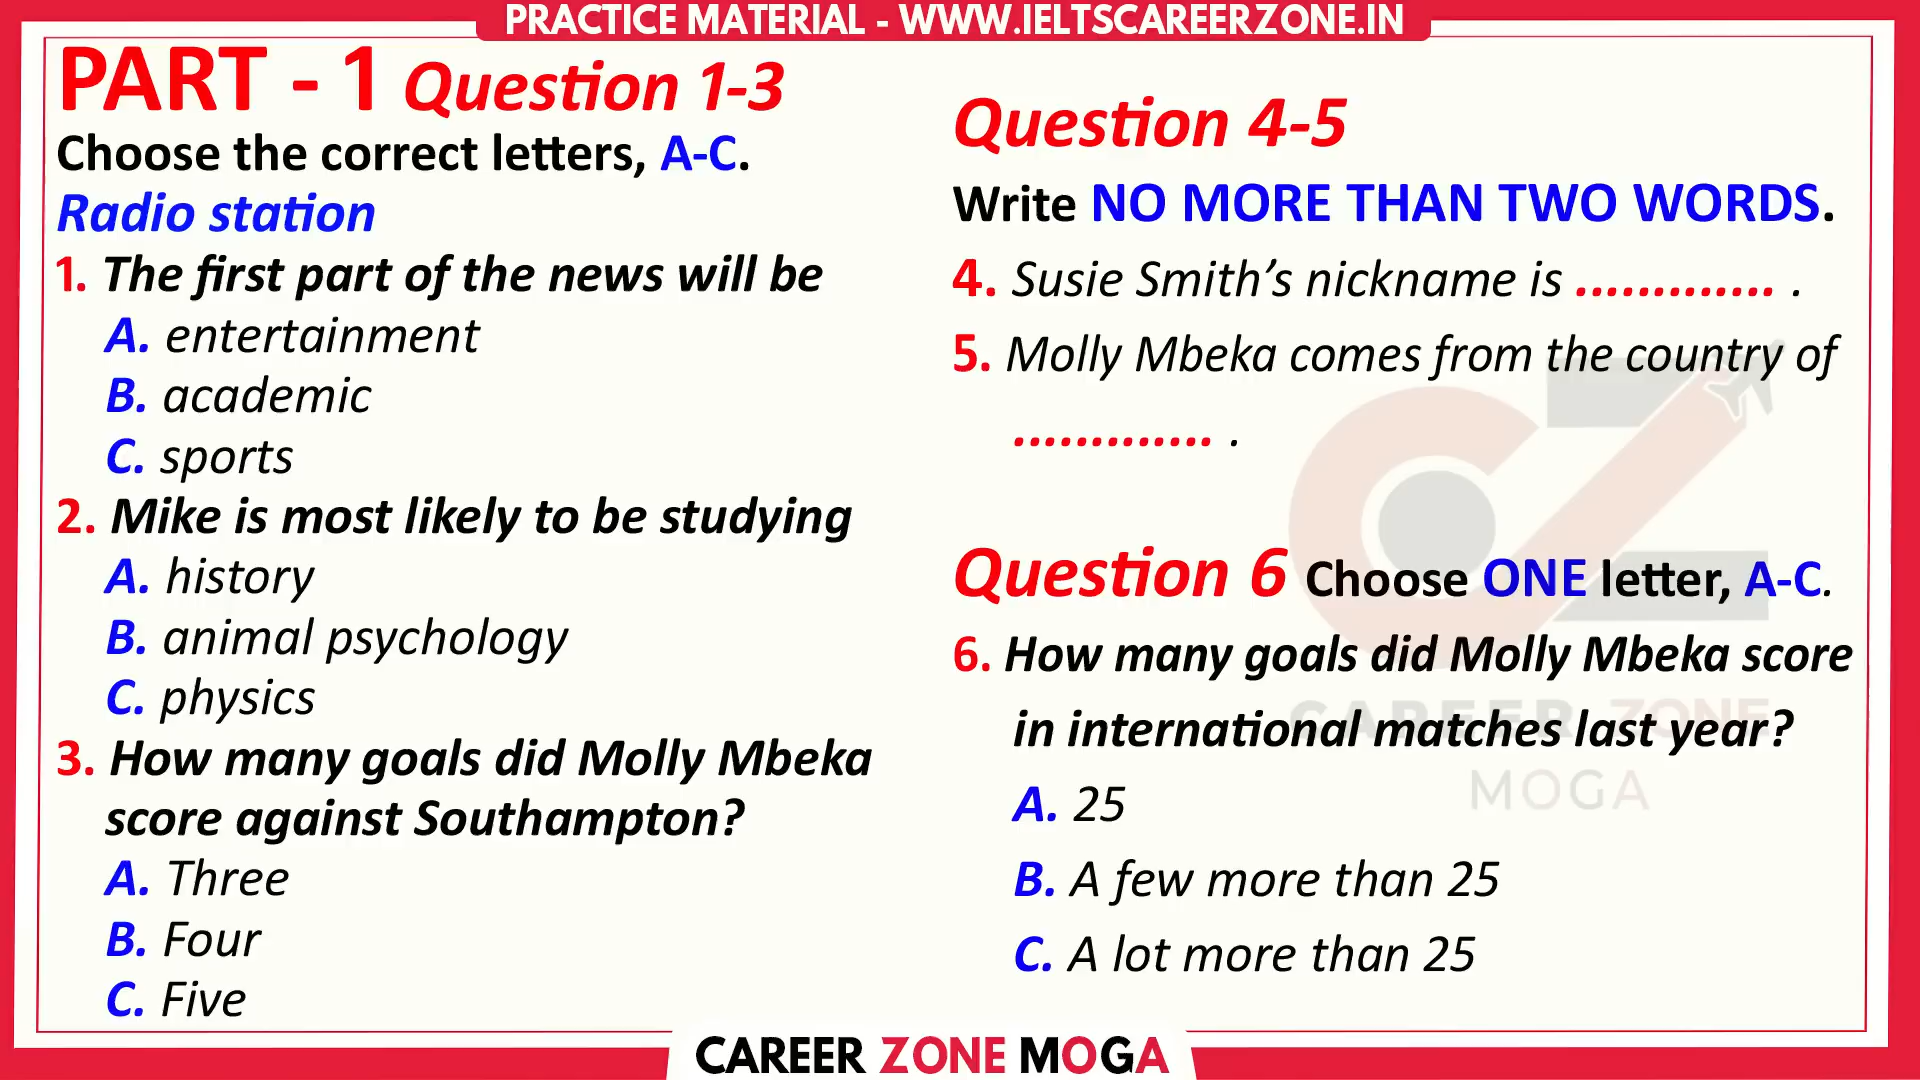 PRACTICE MATERIAL - WWW.IELTSCAREERZONE.IN
PART - 1 Question 1-3
Choose the correct letters, A-C.
Radio station
1. The first part of the news will be
A. entertainment
B. academic
C. sports
2. Mike is most likely to be studying
A. history
B. animal psychology
C. physics
3. How many goals did Molly Mbeka
score against Southampton?
A. Three
B. Four
C. Five
Question 4-5
Write NO MORE THAN TWO WORDS.
4. Susie Smith's nickname is ............. .
5. Molly Mbeka comes from the country of
............. .
Question 6 Choose ONE letter, A-C.
6. How many goals did Molly Mbeka score
in international matches last year?
A. 25
B. A few more than 25
C. A lot more than 25
CAREER ZONE
MOGA
CAREER ZONE MOGA